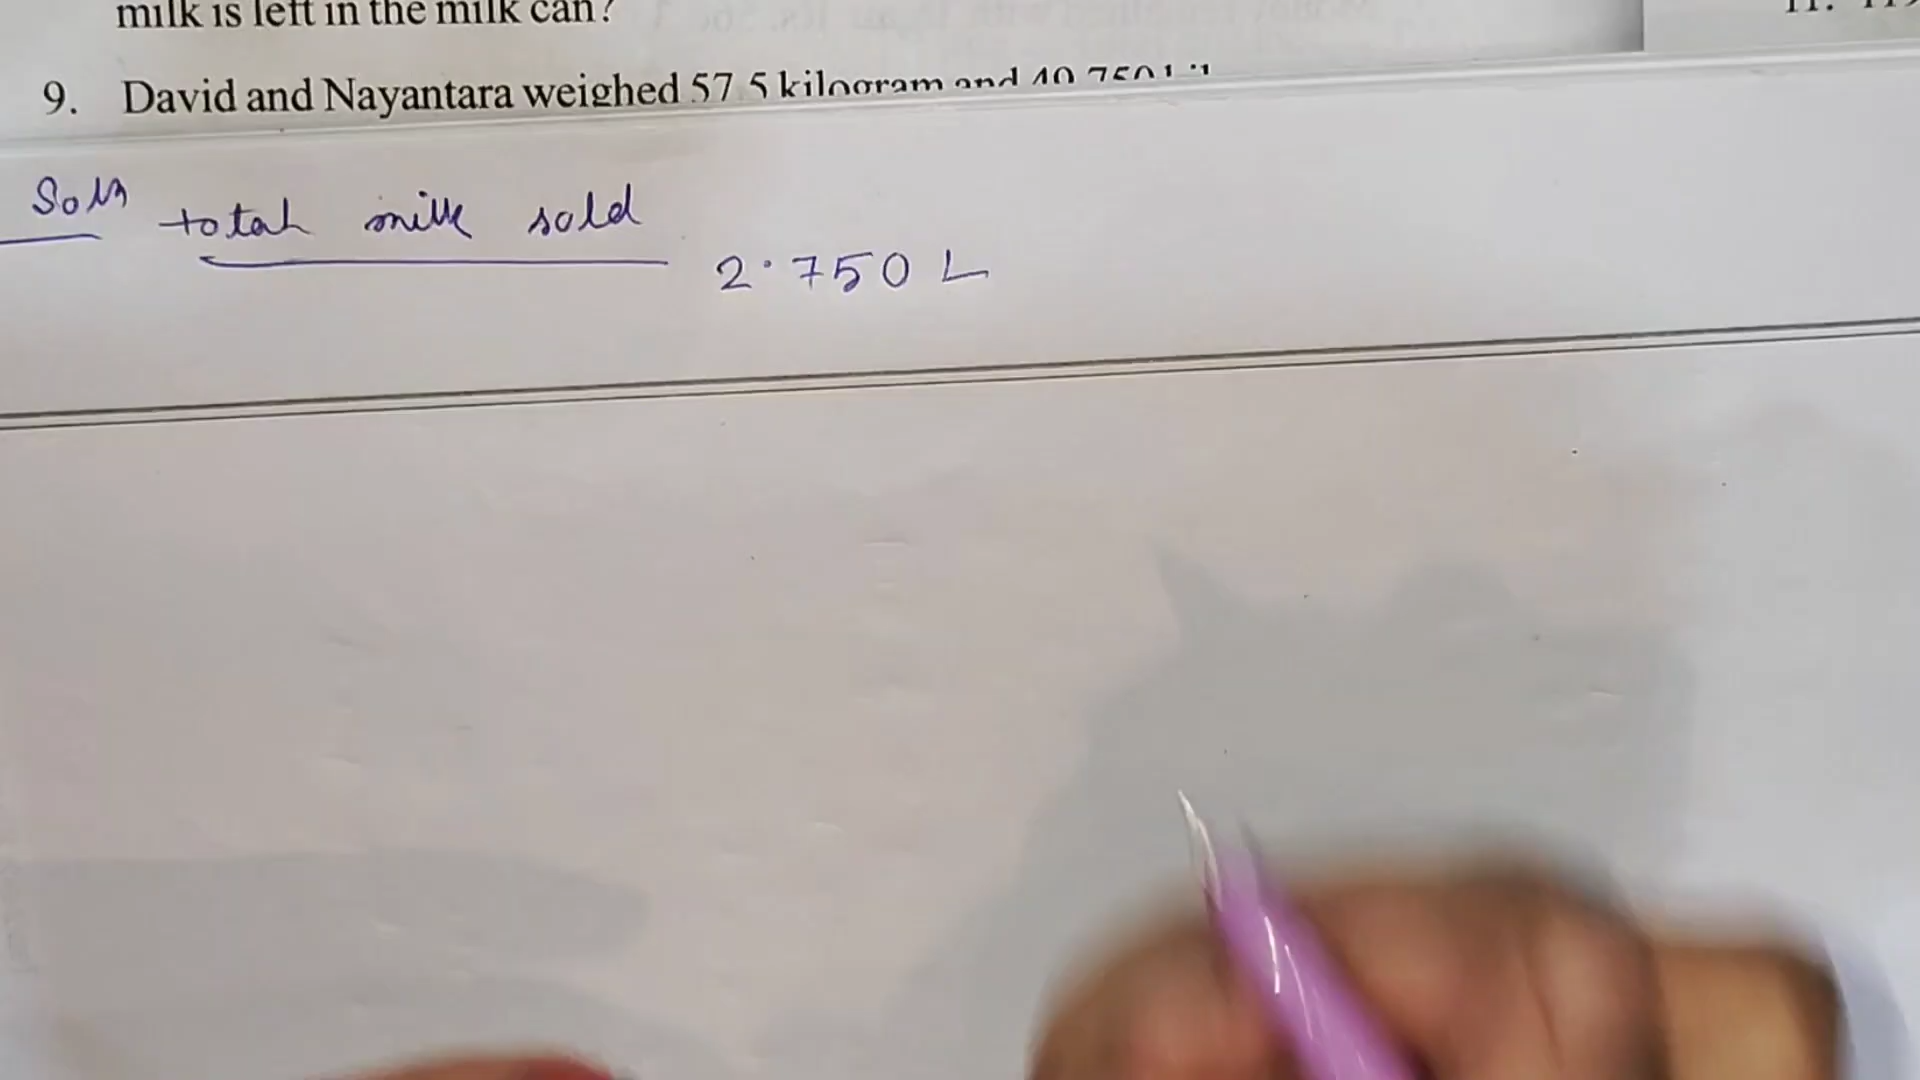 milk is left in the milk can?
9. David and Nayantara weighed 57.5 kilogram and
Soln total milk sold
2.750 L